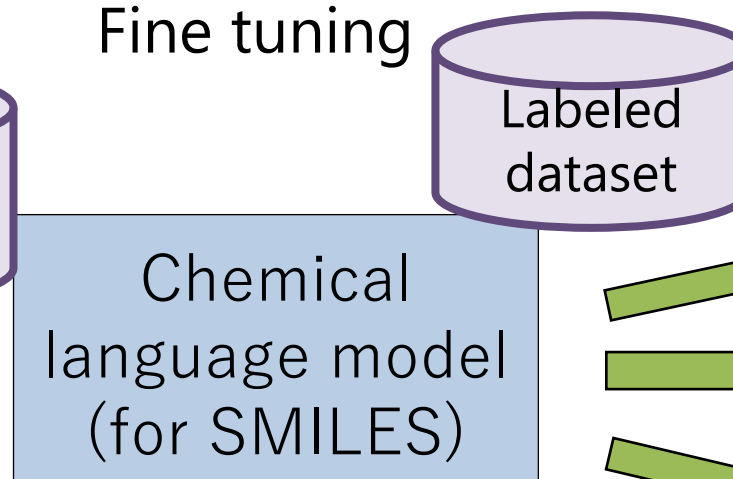 Fine tuning
Labeled
dataset
Chemical
language model
(for SMILES)